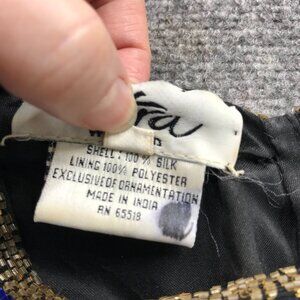 SHELL: 100% SILK
LINING 100% POLYESTER
EXCLUSIVE OF ORNAMENTATION
MADE IN INDIA
RN 65518